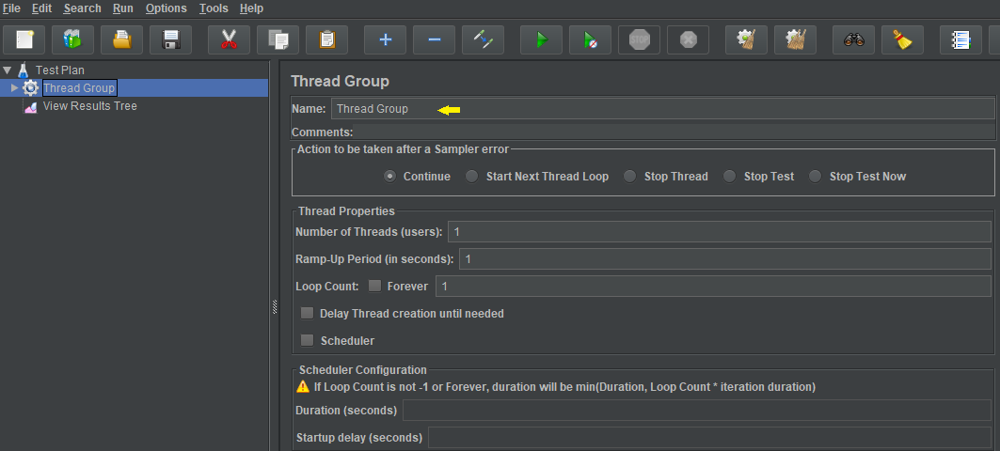 File Edit Search Run Options Tools Help
STOP
Test Plan
Thread Group
View Results Tree
Thread Group
Name: Thread Group
Comments:
Action to be taken after a Sampler error
Continue Start Next Thread Loop Stop Thread Stop Test Stop Test Now
Thread Properties
Number of Threads (users): 1
Ramp-Up Period (in seconds): 1
Loop Count: Forever 1
Delay Thread creation until needed
Scheduler
Scheduler Configuration
If Loop Count is not -1 or Forever, duration will be min(Duration, Loop Count * iteration duration)
Duration (seconds)
Startup delay (seconds)